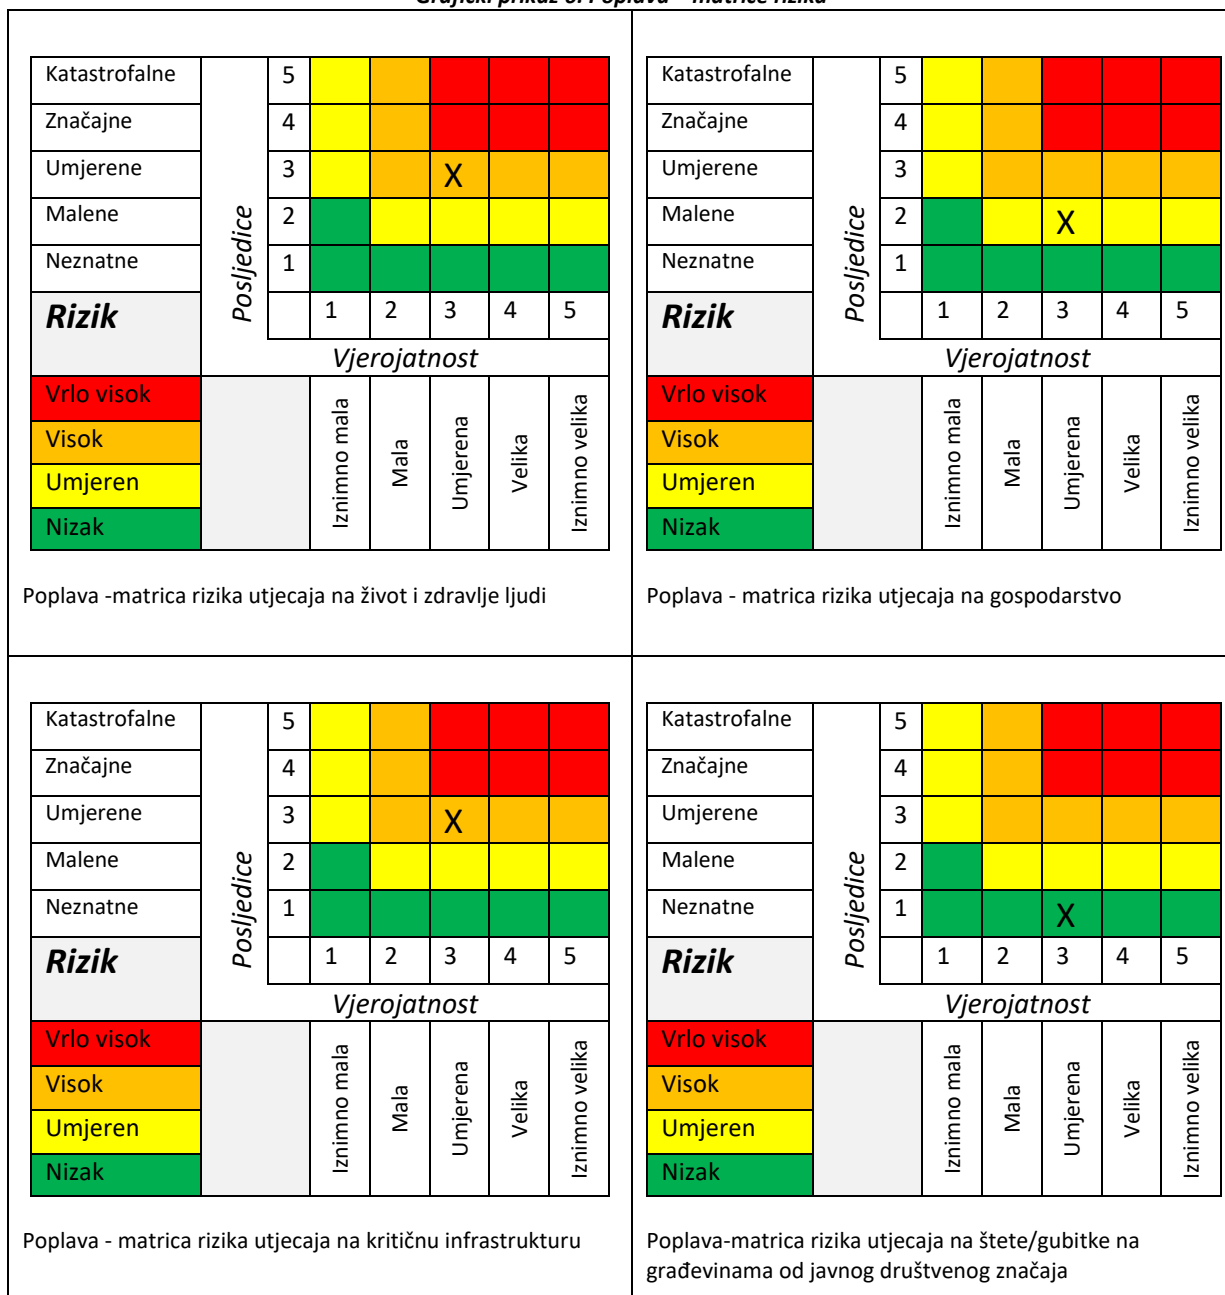 Grafički prikaz 8. Poplava – matrice rizika
Katastrofalne 5
Značajne 4
Umjerene 3 X
Malene 2
Neznatne 1
Posljedice
Rizik 1 2 3 4 5
Vjerojatnost
Vrlo visok
Visok
Umjeren
Nizak
Iznimno mala
Mala
Umjerena
Velika
Iznimno velika
Poplava -matrica rizika utjecaja na život i zdravlje ljudi
Katastrofalne 5
Značajne 4
Umjerene 3
Malene 2 X
Neznatne 1
Posljedice
Rizik 1 2 3 4 5
Vjerojatnost
Vrlo visok
Visok
Umjeren
Nizak
Iznimno mala
Mala
Umjerena
Velika
Iznimno velika
Poplava - matrica rizika utjecaja na gospodarstvo
Katastrofalne 5
Značajne 4
Umjerene 3 X
Malene 2
Neznatne 1
Posljedice
Rizik 1 2 3 4 5
Vjerojatnost
Vrlo visok
Visok
Umjeren
Nizak
Iznimno mala
Mala
Umjerena
Velika
Iznimno velika
Poplava - matrica rizika utjecaja na kritičnu infrastrukturu
Katastrofalne 5
Značajne 4
Umjerene 3
Malene 2
Neznatne 1 X
Posljedice
Rizik 1 2 3 4 5
Vjerojatnost
Vrlo visok
Visok
Umjeren
Nizak
Iznimno mala
Mala
Umjerena
Velika
Iznimno velika
Poplava-matrica rizika utjecaja na štete/gubitke na
građevinama od javnog društvenog značaja